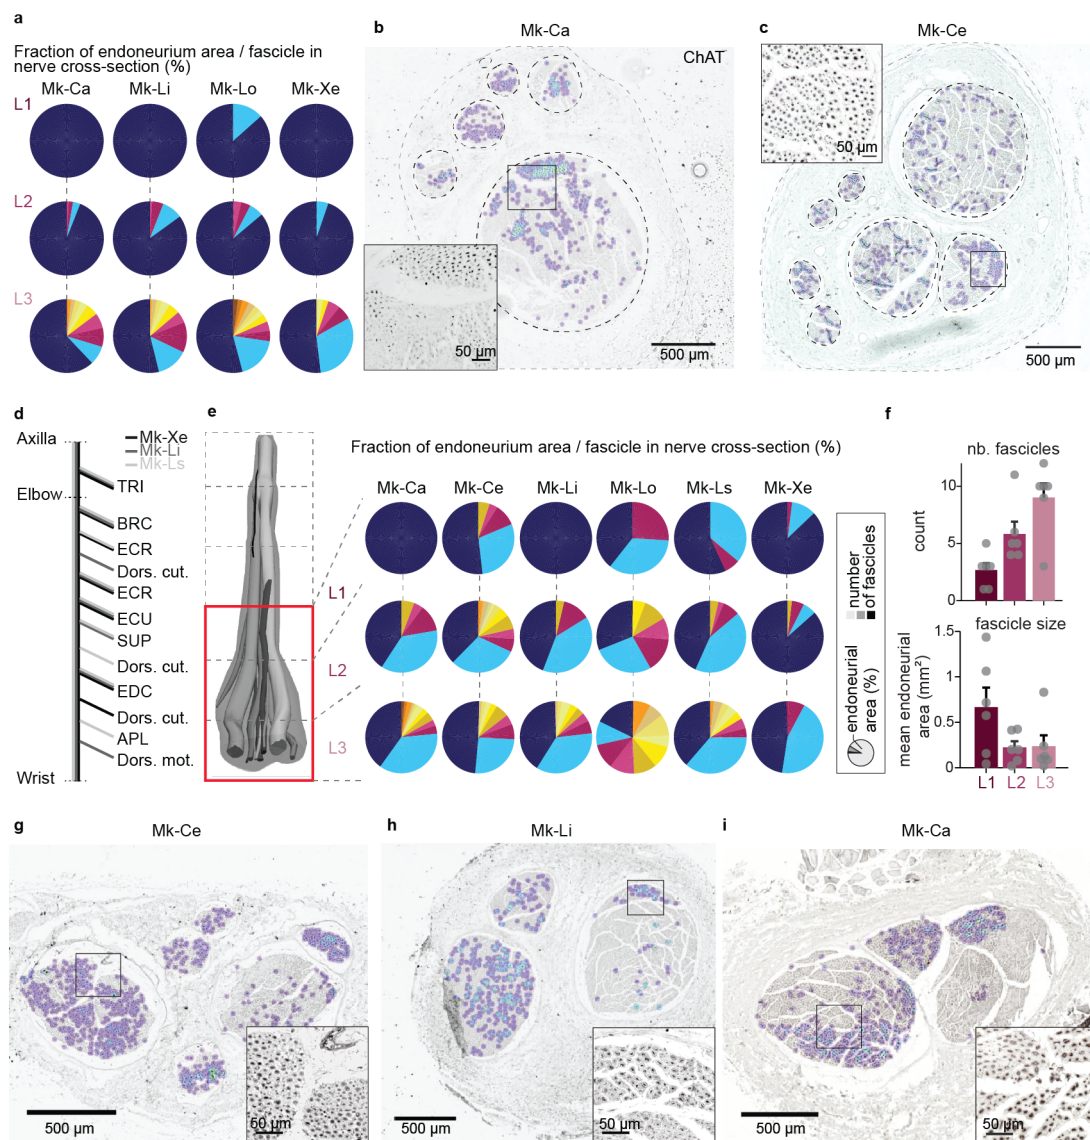 a
Fraction of endoneurium area / fascicle in
nerve cross-section (%)
Mk-Ca
Mk-Li
Mk-Lo
Mk-Xe
L1
L2
L3
b
Mk-Ca
ChAT
50 µm
500 µm
c
Mk-Ce
50 µm
500 µm
d
Axilla
Mk-Xe
Mk-Li
Mk-Ls
TRI
Elbow
BRC
ECR
Dors. cut.
ECR
ECU
SUP
Dors. cut.
EDC
Dors. cut.
APL
Dors. mot.
Wrist
e
Fraction of endoneurium area / fascicle in nerve cross-section (%)
Mk-Ca
Mk-Ce
Mk-Li
Mk-Lo
Mk-Ls
Mk-Xe
L1
L2
L3
number
of fascicles
endoneurial
area (%)
f
nb. fascicles
10
5
0
count
fascicle size
1.5
1
0.5
0
mean endoneurial
area (mm²)
L1
L2
L3
g
Mk-Ce
500 µm
50 µm
h
Mk-Li
500 µm
50 µm
i
Mk-Ca
500 µm
50 µm